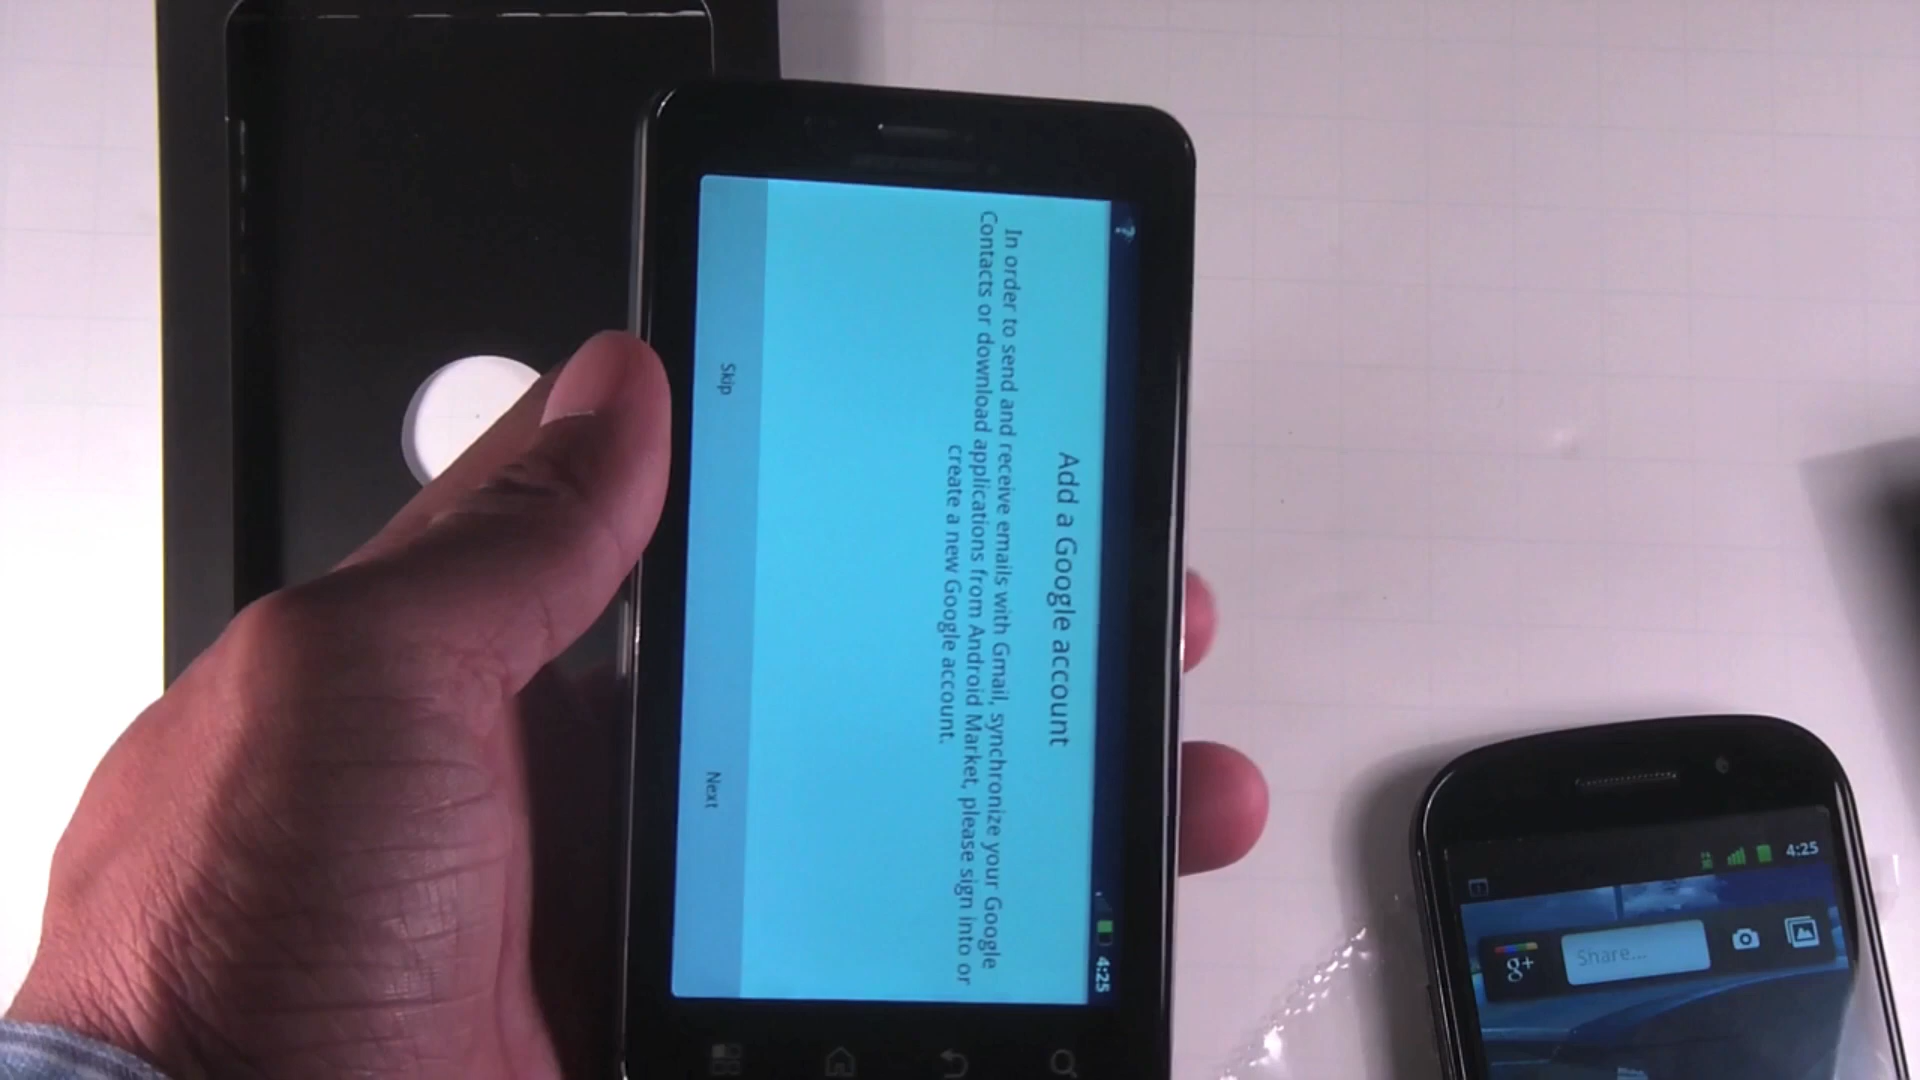 4:25
Add a Google account
In order to send and receive emails with Gmail, synchronize your Google
Contacts or download applications from Android Market, please sign into or
create a new Google account.
Skip
Next
4:25
g+
Share...